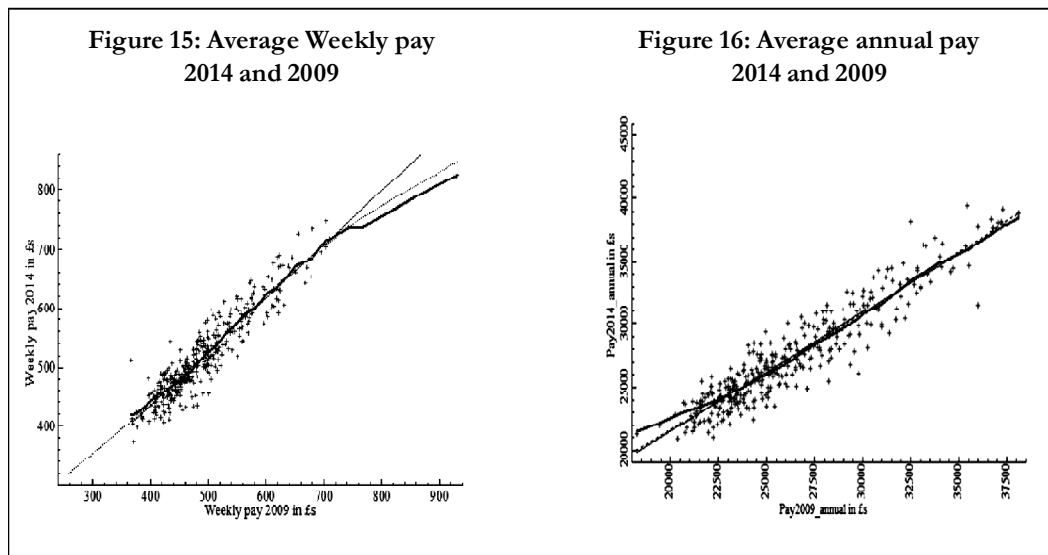 Figure 15: Average Weekly pay
2014 and 2009
Weekly pay 2014 in £s
800
700
600
500
400
300 400 500 600 700 800 900
Weekly pay 2009 in £s
Figure 16: Average annual pay
2014 and 2009
Pay2014_annual in £s
45000
40000
35000
30000
25000
20000
20000 22500 25000 27500 30000 32500 35000 37500
Pay2009_annual in £s